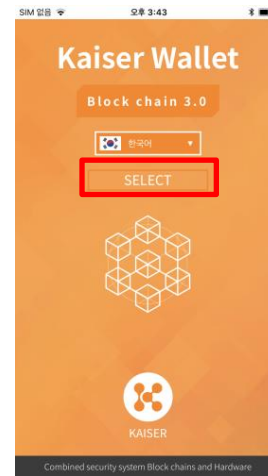 SIM 없음 오후 3:43
Kaiser Wallet
Block chain 3.0
한국어
SELECT
KAISER
Combined security system Block chains and Hardware